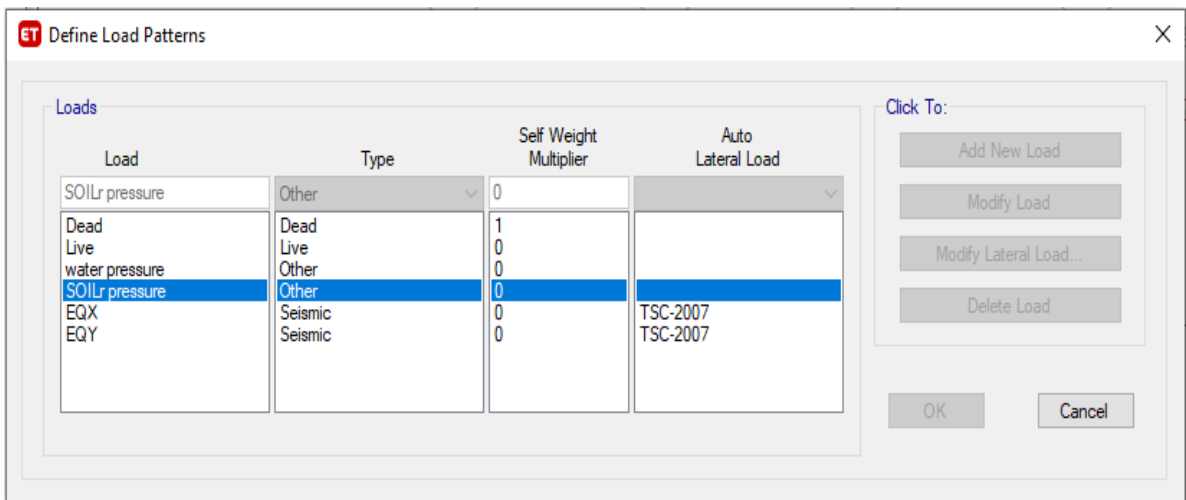 ET Define Load Patterns
Loads
Click To:
Load
Type
Self Weight
Multiplier
Auto
Lateral Load
SOILr pressure Other 0
Dead Dead 1
Live Live 0
water pressure Other 0
SOILr pressure Other 0
EQX Seismic 0 TSC-2007
EQY Seismic 0 TSC-2007
Add New Load
Modify Load
Modify Lateral Load...
Delete Load
OK
Cancel